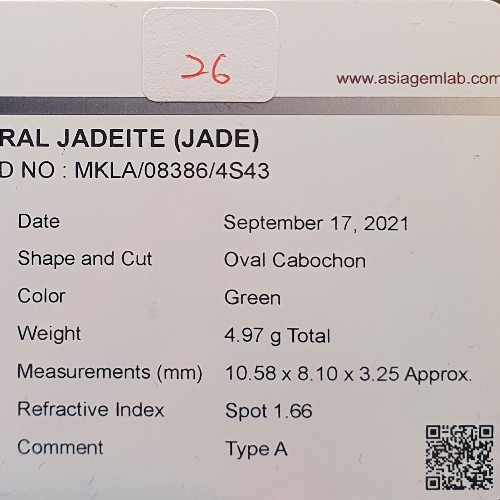 26
www.asiagemlab.com
RAL JADEITE (JADE)
D NO : MKLA/08386/4S43
Date September 17, 2021
Shape and Cut Oval Cabochon
Color Green
Weight 4.97 g Total
Measurements (mm) 10.58 x 8.10 x 3.25 Approx.
Refractive Index Spot 1.66
Comment Type A